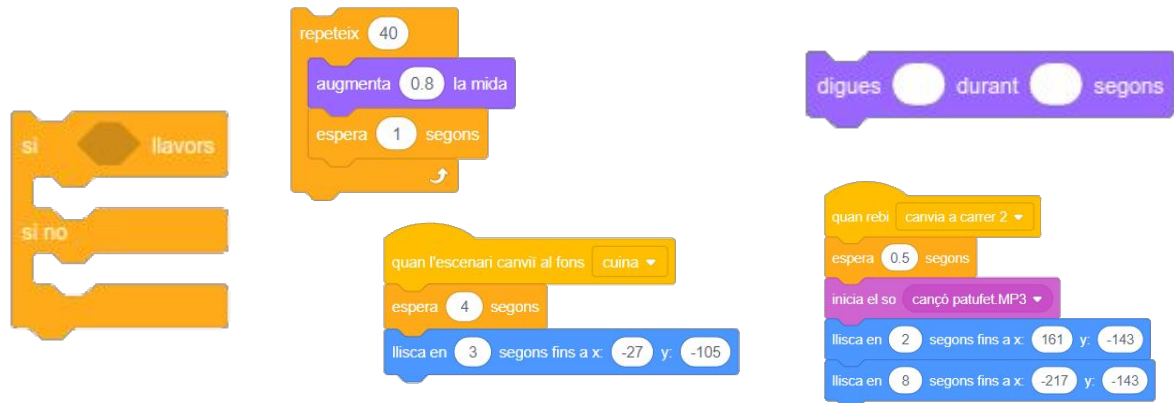 si llavors
si no
repeteix 40
augmenta 0.8 la mida
espera 1 segons
digues durant segons
quan l'escenari canviï al fons cuina
espera 4 segons
llisca en 3 segons fins a x: -27 y: -105
quan rebi canvia a carrer 2
espera 0.5 segons
inicia el so cançó patufet.MP3
llisca en 2 segons fins a x: 161 y: -143
llisca en 8 segons fins a x: -217 y: -143